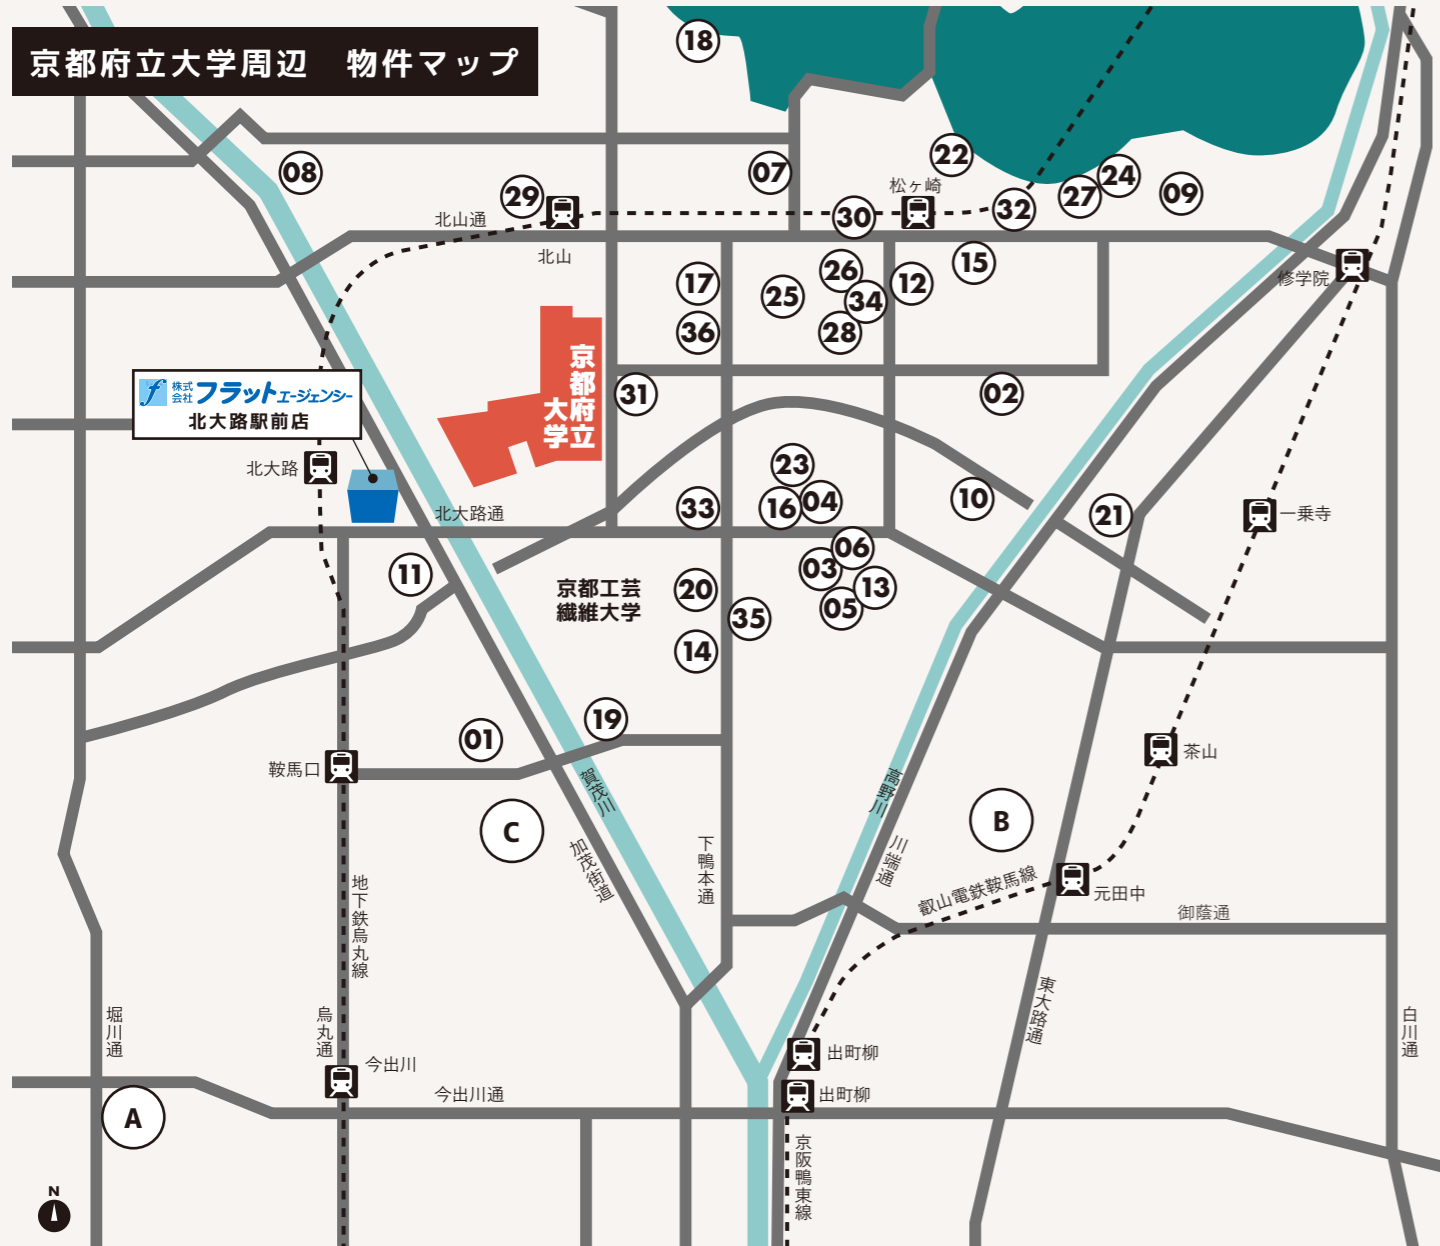 京都府立大学周辺 物件マップ
18
08
29
07
22
松ヶ崎
24
27
09
32
30
北山通
北山
修学院
17
25
26
34
12
15
36
28
京都府立
大学
株式
会社
フラットエージェンシー
北大路駅前店
31
02
北大路
北大路通
23
33
16
04
10
21
一乗寺
11
06
03
13
05
20
35
14
京都工芸
繊維大学
01
19
鞍馬口
C
賀茂川
加茂街道
高野川
川端通
茶山
B
下鴨本通
地下鉄烏丸線
叡山電鉄鞍馬線
元田中
御蔭通
堀川通
烏丸通
今出川
東大路通
白川通
出町柳
出町柳
今出川通
A
京阪鴨東線
N